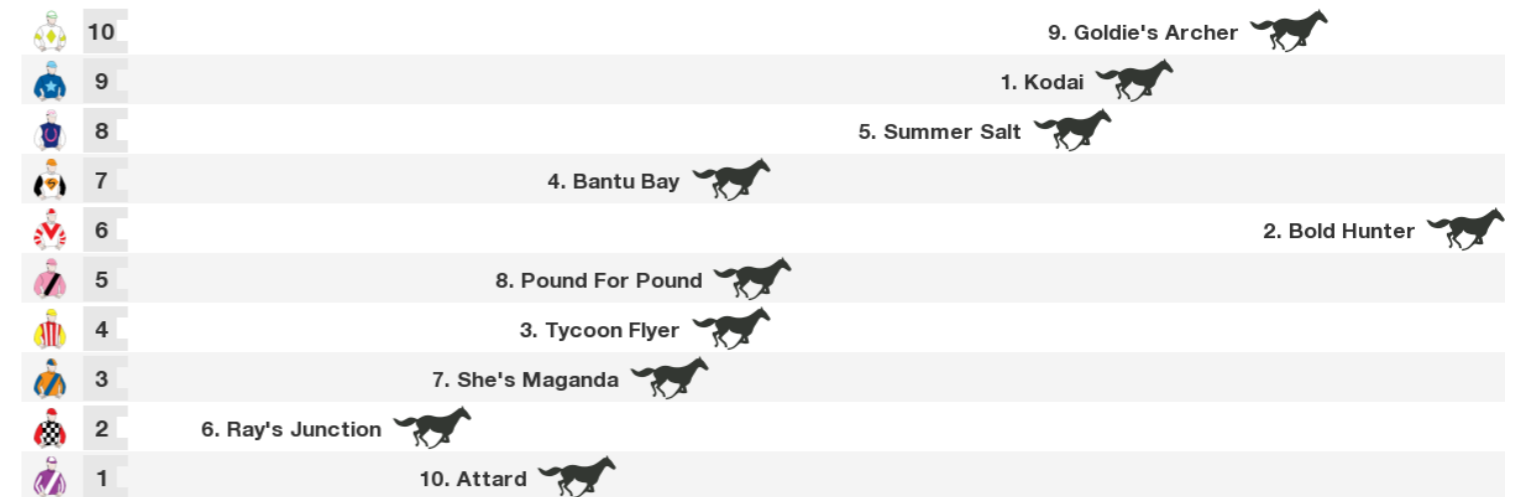 10 9. Goldie's Archer
9 1. Kodai
8 5. Summer Salt
7 4. Bantu Bay
6 2. Bold Hunter
5 8. Pound For Pound
4 3. Tycoon Flyer
3 7. She's Maganda
2 6. Ray's Junction
1 10. Attard